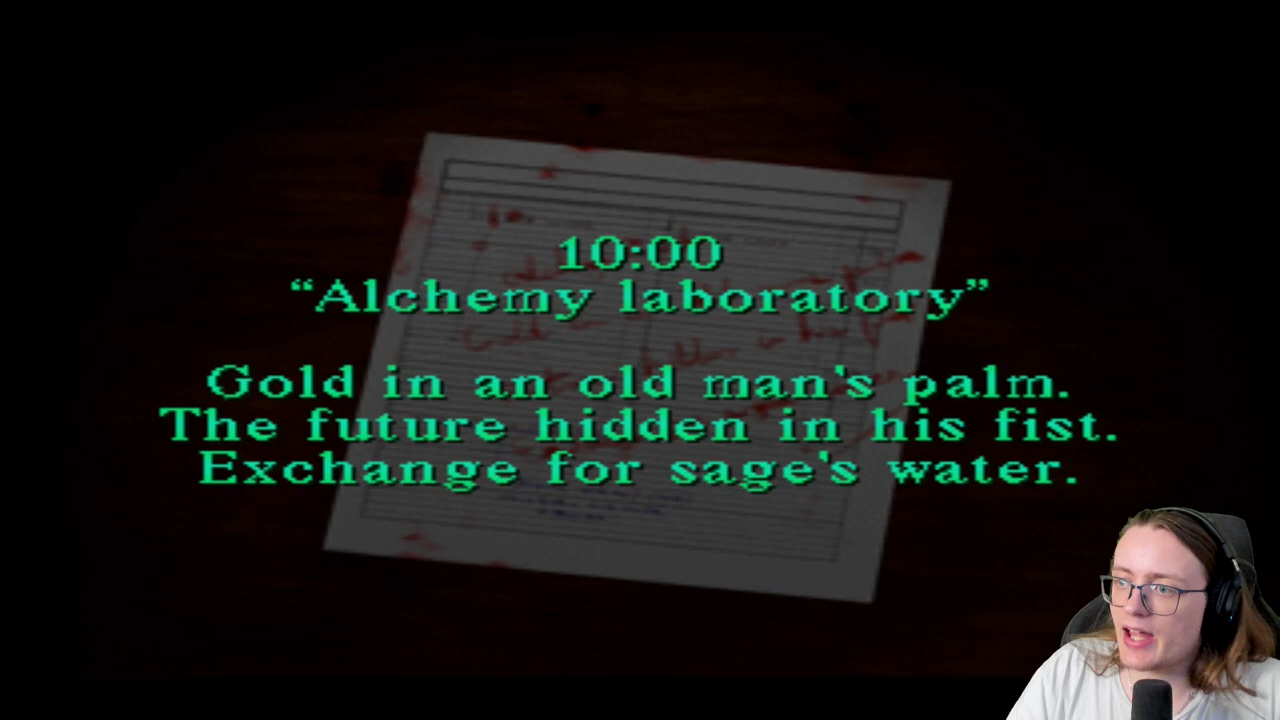 10:00
“Alchemy laboratory”
Gold in an old man's palm.
The future hidden in his fist.
Exchange for sage's water.